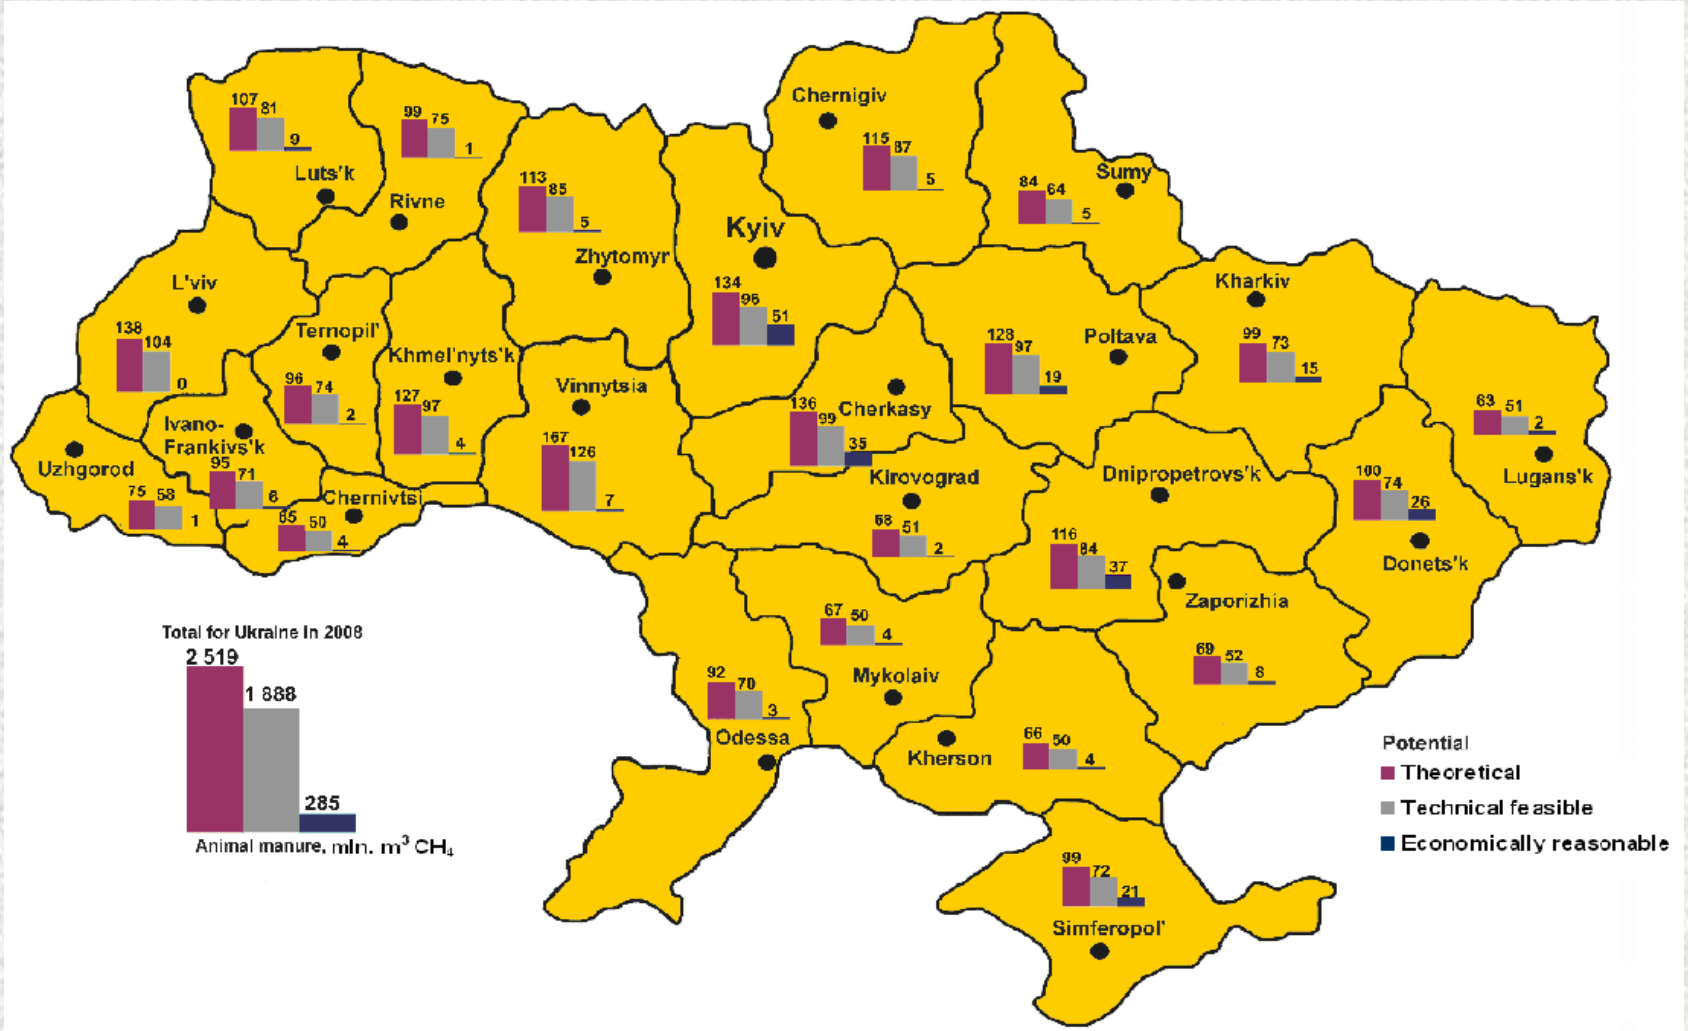 Chernigiv
115 87 5
Sumy
84 64 5
107 81 9
Luts'k
99 75 1
Rivne
113 85 5
Zhytomyr
Kyiv
134 96 51
L'viv
138 104 0
Ternopil'
96 74 2
Khmel'nyts'k
127 97 4
Vinnytsia
167 126 7
Cherkasy
136 99 35
Poltava
128 97 19
Kharkiv
99 73 15
63 51 2
Lugans'k
Ivano-
Frankivs'k
95 71 6
Uzhgorod
75 58 1
Chernivtsi
65 50 4
Kirovograd
68 51 2
Dnipropetrovs'k
116 84 37
100 74 26
Donets'k
Zaporizhia
69 52 8
67 50 4
Mykolaiv
92 70 3
Odessa
Kherson
66 50 4
99 72 21
Simferopol'
Total for Ukraine in 2008
2 519
1 888
285
Animal manure, mln. m³ CH₄
Potential
Theoretical
Technical feasible
Economically reasonable